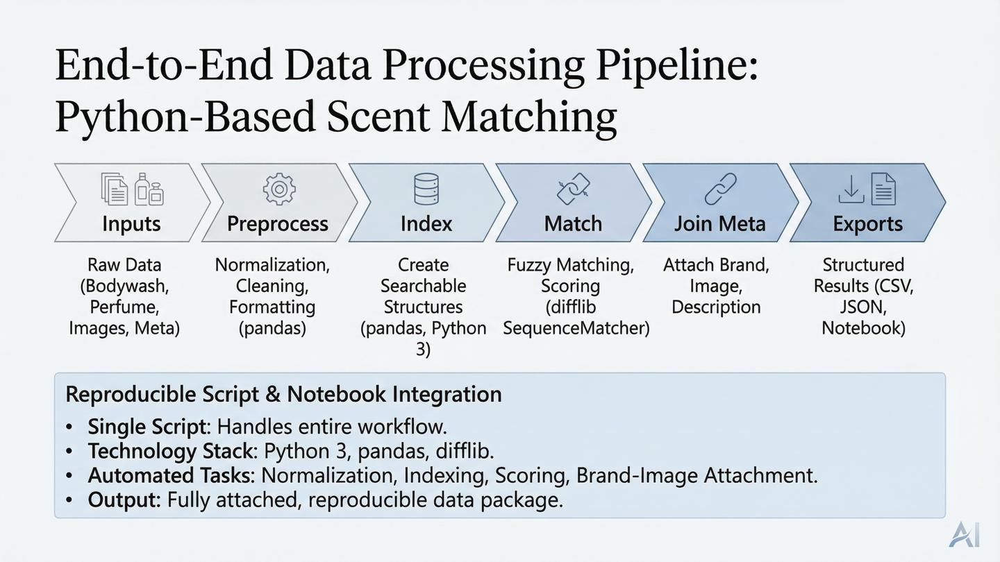 End-to-End Data Processing Pipeline:
Python-Based Scent Matching
Inputs
Preprocess
Index
Match
Join Meta
Exports
Raw Data
(Bodywash,
Perfume,
Images, Meta)
Normalization,
Cleaning,
Formatting
(pandas)
Create
Searchable
Structures
(pandas, Python
3)
Fuzzy Matching,
Scoring
(difflib
SequenceMatcher)
Attach Brand,
Image,
Description
Structured
Results (CSV,
JSON,
Notebook)
Reproducible Script & Notebook Integration
• Single Script: Handles entire workflow.
• Technology Stack: Python 3, pandas, difflib.
• Automated Tasks: Normalization, Indexing, Scoring, Brand-Image Attachment.
• Output: Fully attached, reproducible data package.
AI